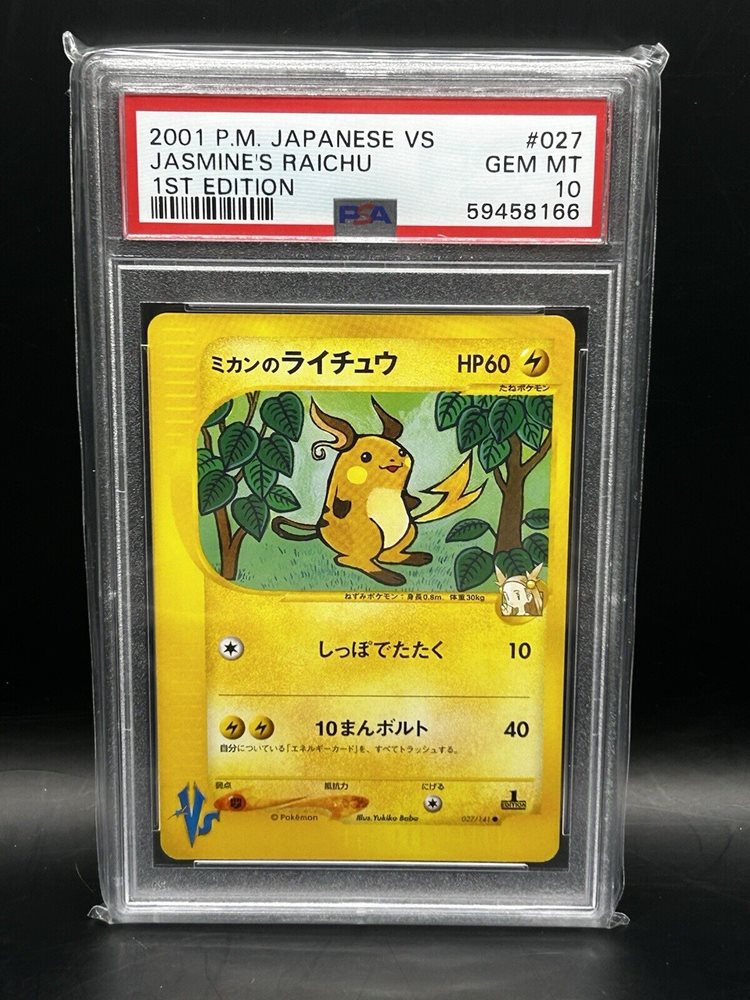 2001 P.M. JAPANESE VS #027
JASMINE'S RAICHU GEM MT
1ST EDITION 10
PSA 59458166
ミカンのライチュウ HP60
たねポケモン
ねずみポケモン：身長0.8m 体重30kg
しっぽでたたく 10
10まんボルト 40
自分についている「エネルギーカード」を、すべてトラッシュする。
弱点 抵抗力 にげる
1
EDITION
VS
©Pokémon Illus. Yukiko Baba 027/141